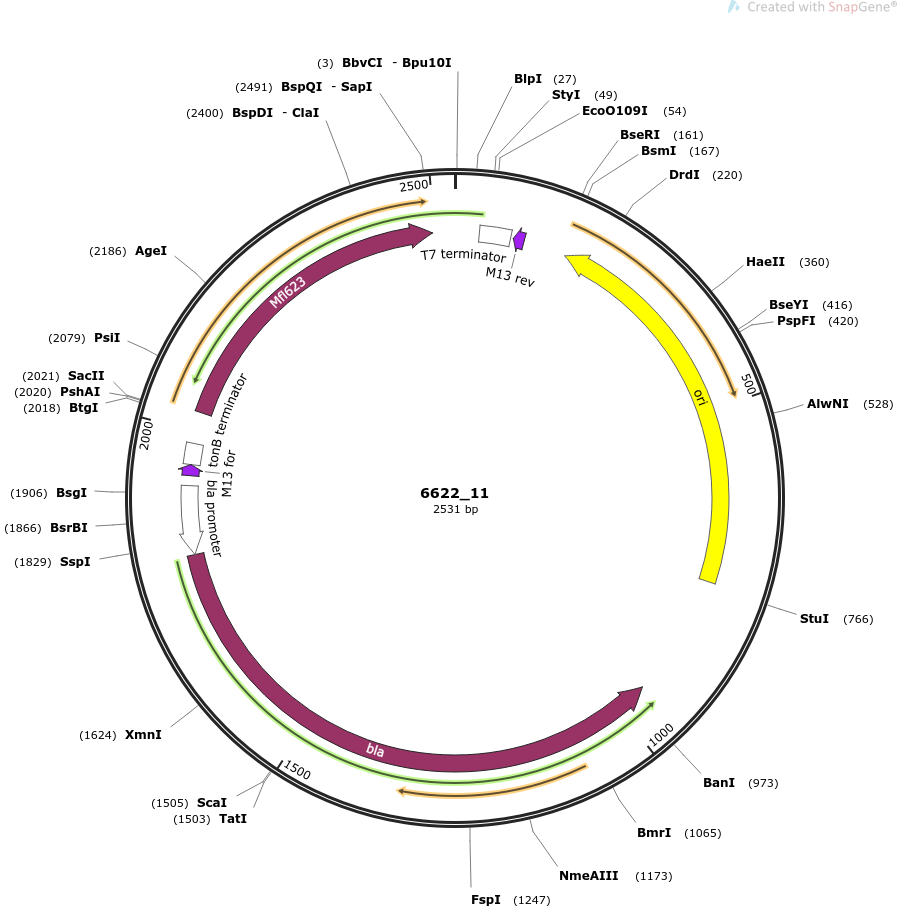 Created with SnapGene®
(3) BbvCI - Bpu10I
(2491) BspQI - SapI
(2400) BspDI - ClaI
BlpI (27)
StyI (49)
EcoO109I (54)
BseRI (161)
BsmI (167)
DrdI (220)
2500
(2186) AgeI
T7 terminator
M13 rev
HaeII (360)
Mfl623
BseYI (416)
PspFI (420)
(2079) PsiI
(2021) SacII
(2020) PshAI
(2018) BtgI
500
ori
AlwNI (528)
2000
tonB terminator
M13 for
bla promoter
(1906) BsgI
(1866) BsrBI
(1829) SspI
6622_11
2531 bp
StuI (766)
(1624) XmnI
bla
1000
1500
BanI (973)
(1505) ScaI
(1503) TatI
BmrI (1065)
NmeAIII (1173)
FspI (1247)